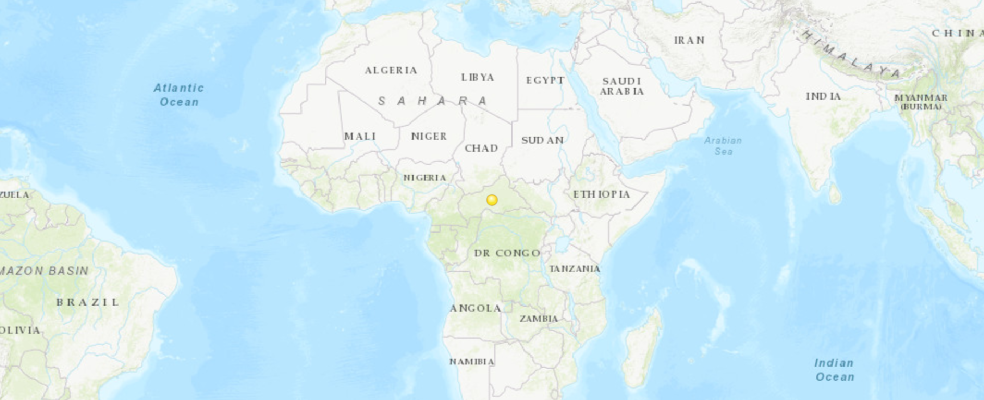 IRAN
CHINA
HIMALAYA
ALGERIA
LIBYA
EGYPT
SAUDI
ARABIA
Atlantic
Ocean
SAHARA
INDIA
MYANMAR
(BURMA)
MALI
NIGER
CHAD
SUDAN
Arabian
Sea
NIGERIA
ETHIOPIA
ZUELA
DR CONGO
TANZANIA
MAZON BASIN
BRAZIL
ANGOLA
ZAMBIA
OLIVIA
NAMIBIA
Indian
Ocean